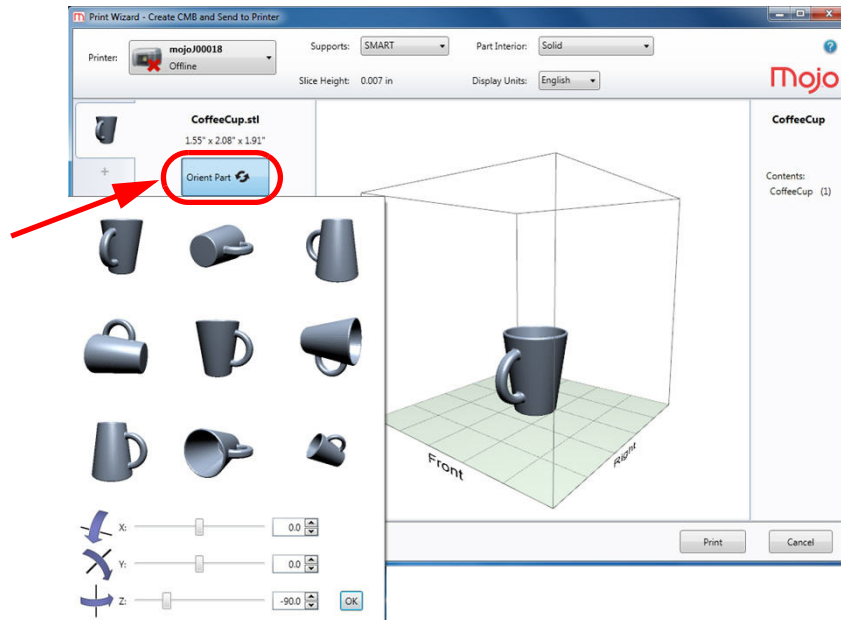 Print Wizard - Create CMB and Send to Printer
Printer:
mojoJ00018
Offline
Supports:
SMART
Part Interior:
Solid
Slice Height:
0.007 in
Display Units:
English
?
mojo
CoffeeCup.stl
1.55" x 2.08" x 1.91"
+
Orient Part
CoffeeCup
Contents:
CoffeeCup (1)
Front
Right
X:
0.0
Y:
0.0
Z:
-90.0
OK
Print
Cancel